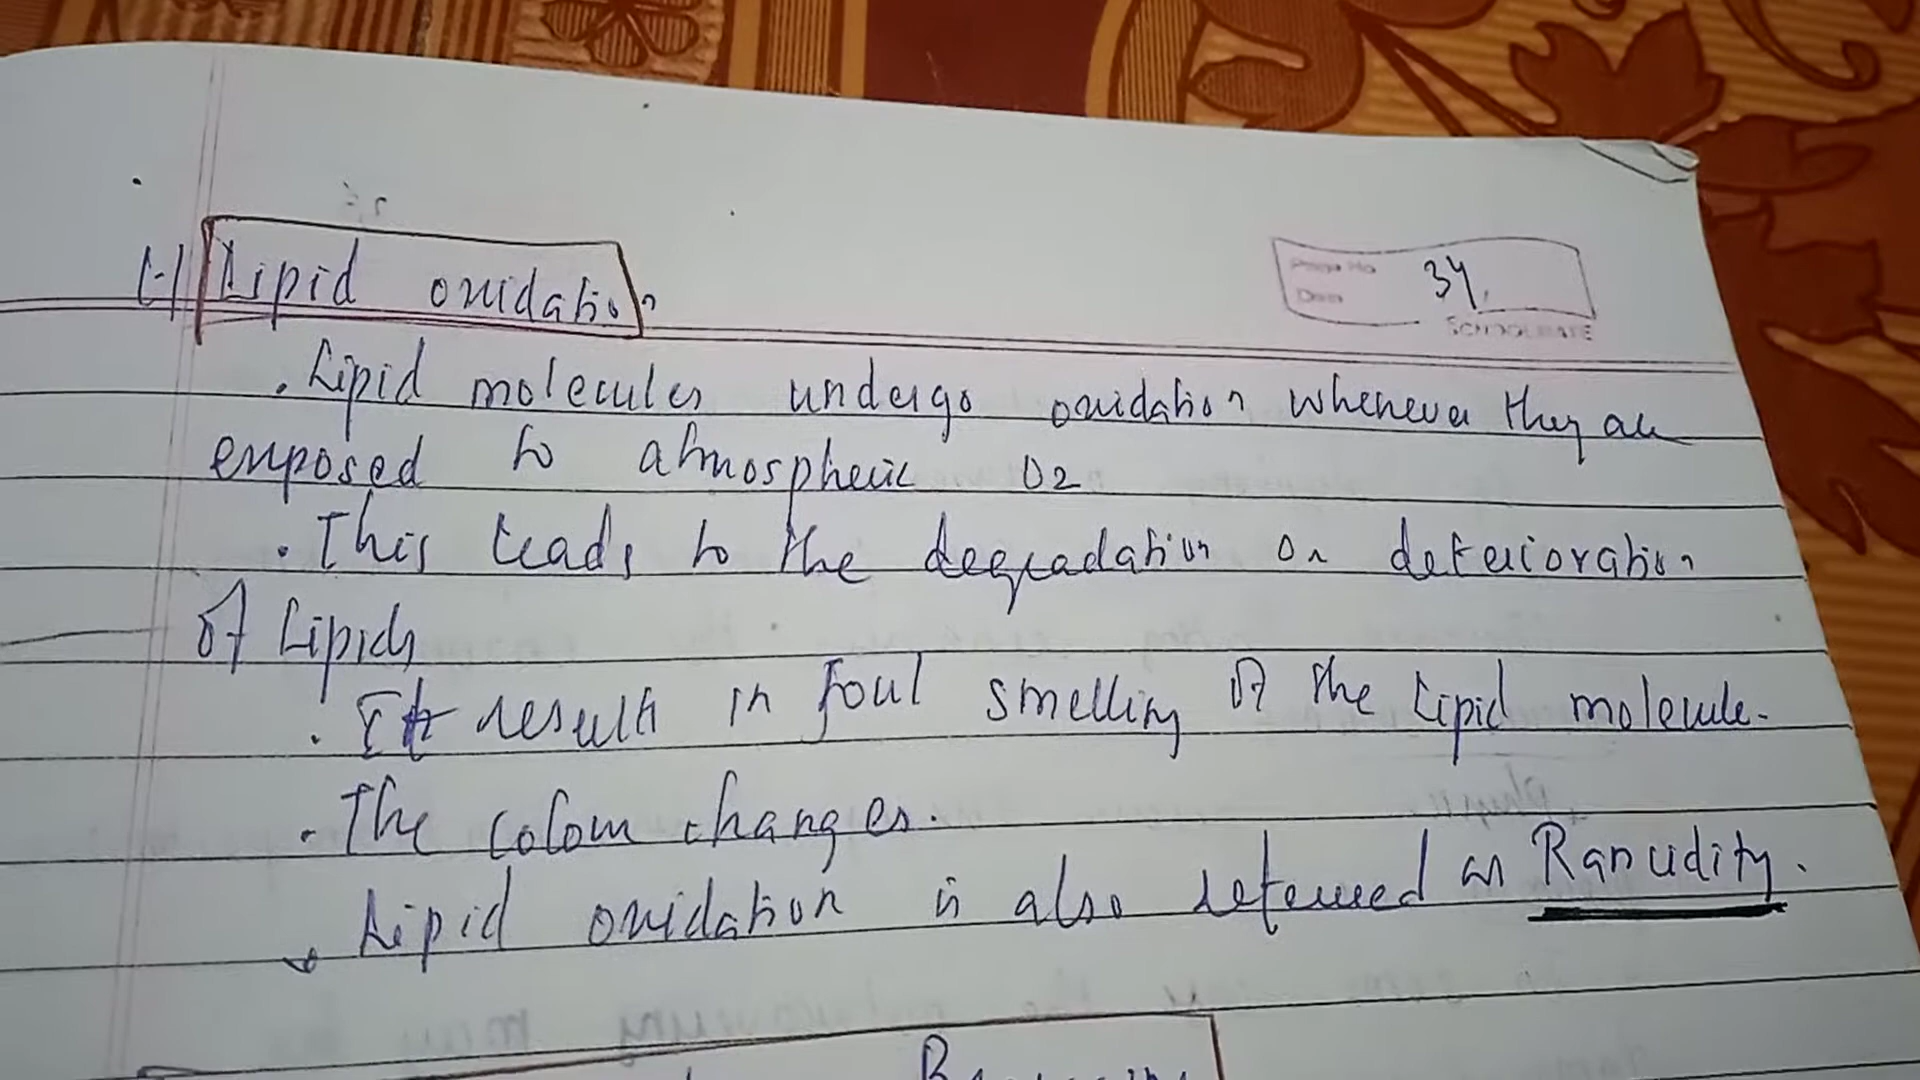 (-) Lipid oxidation
Page No 34.
Date
SCHOOLMATE
. Lipid molecules undergo oxidation whenever they are
exposed to atmospheric O2
. This leads to the degradation or deterioration
of Lipids
. It result in foul smelling of the Lipid molecule.
. The colour changes.
. Lipid oxidation is also referred as Rancidity.